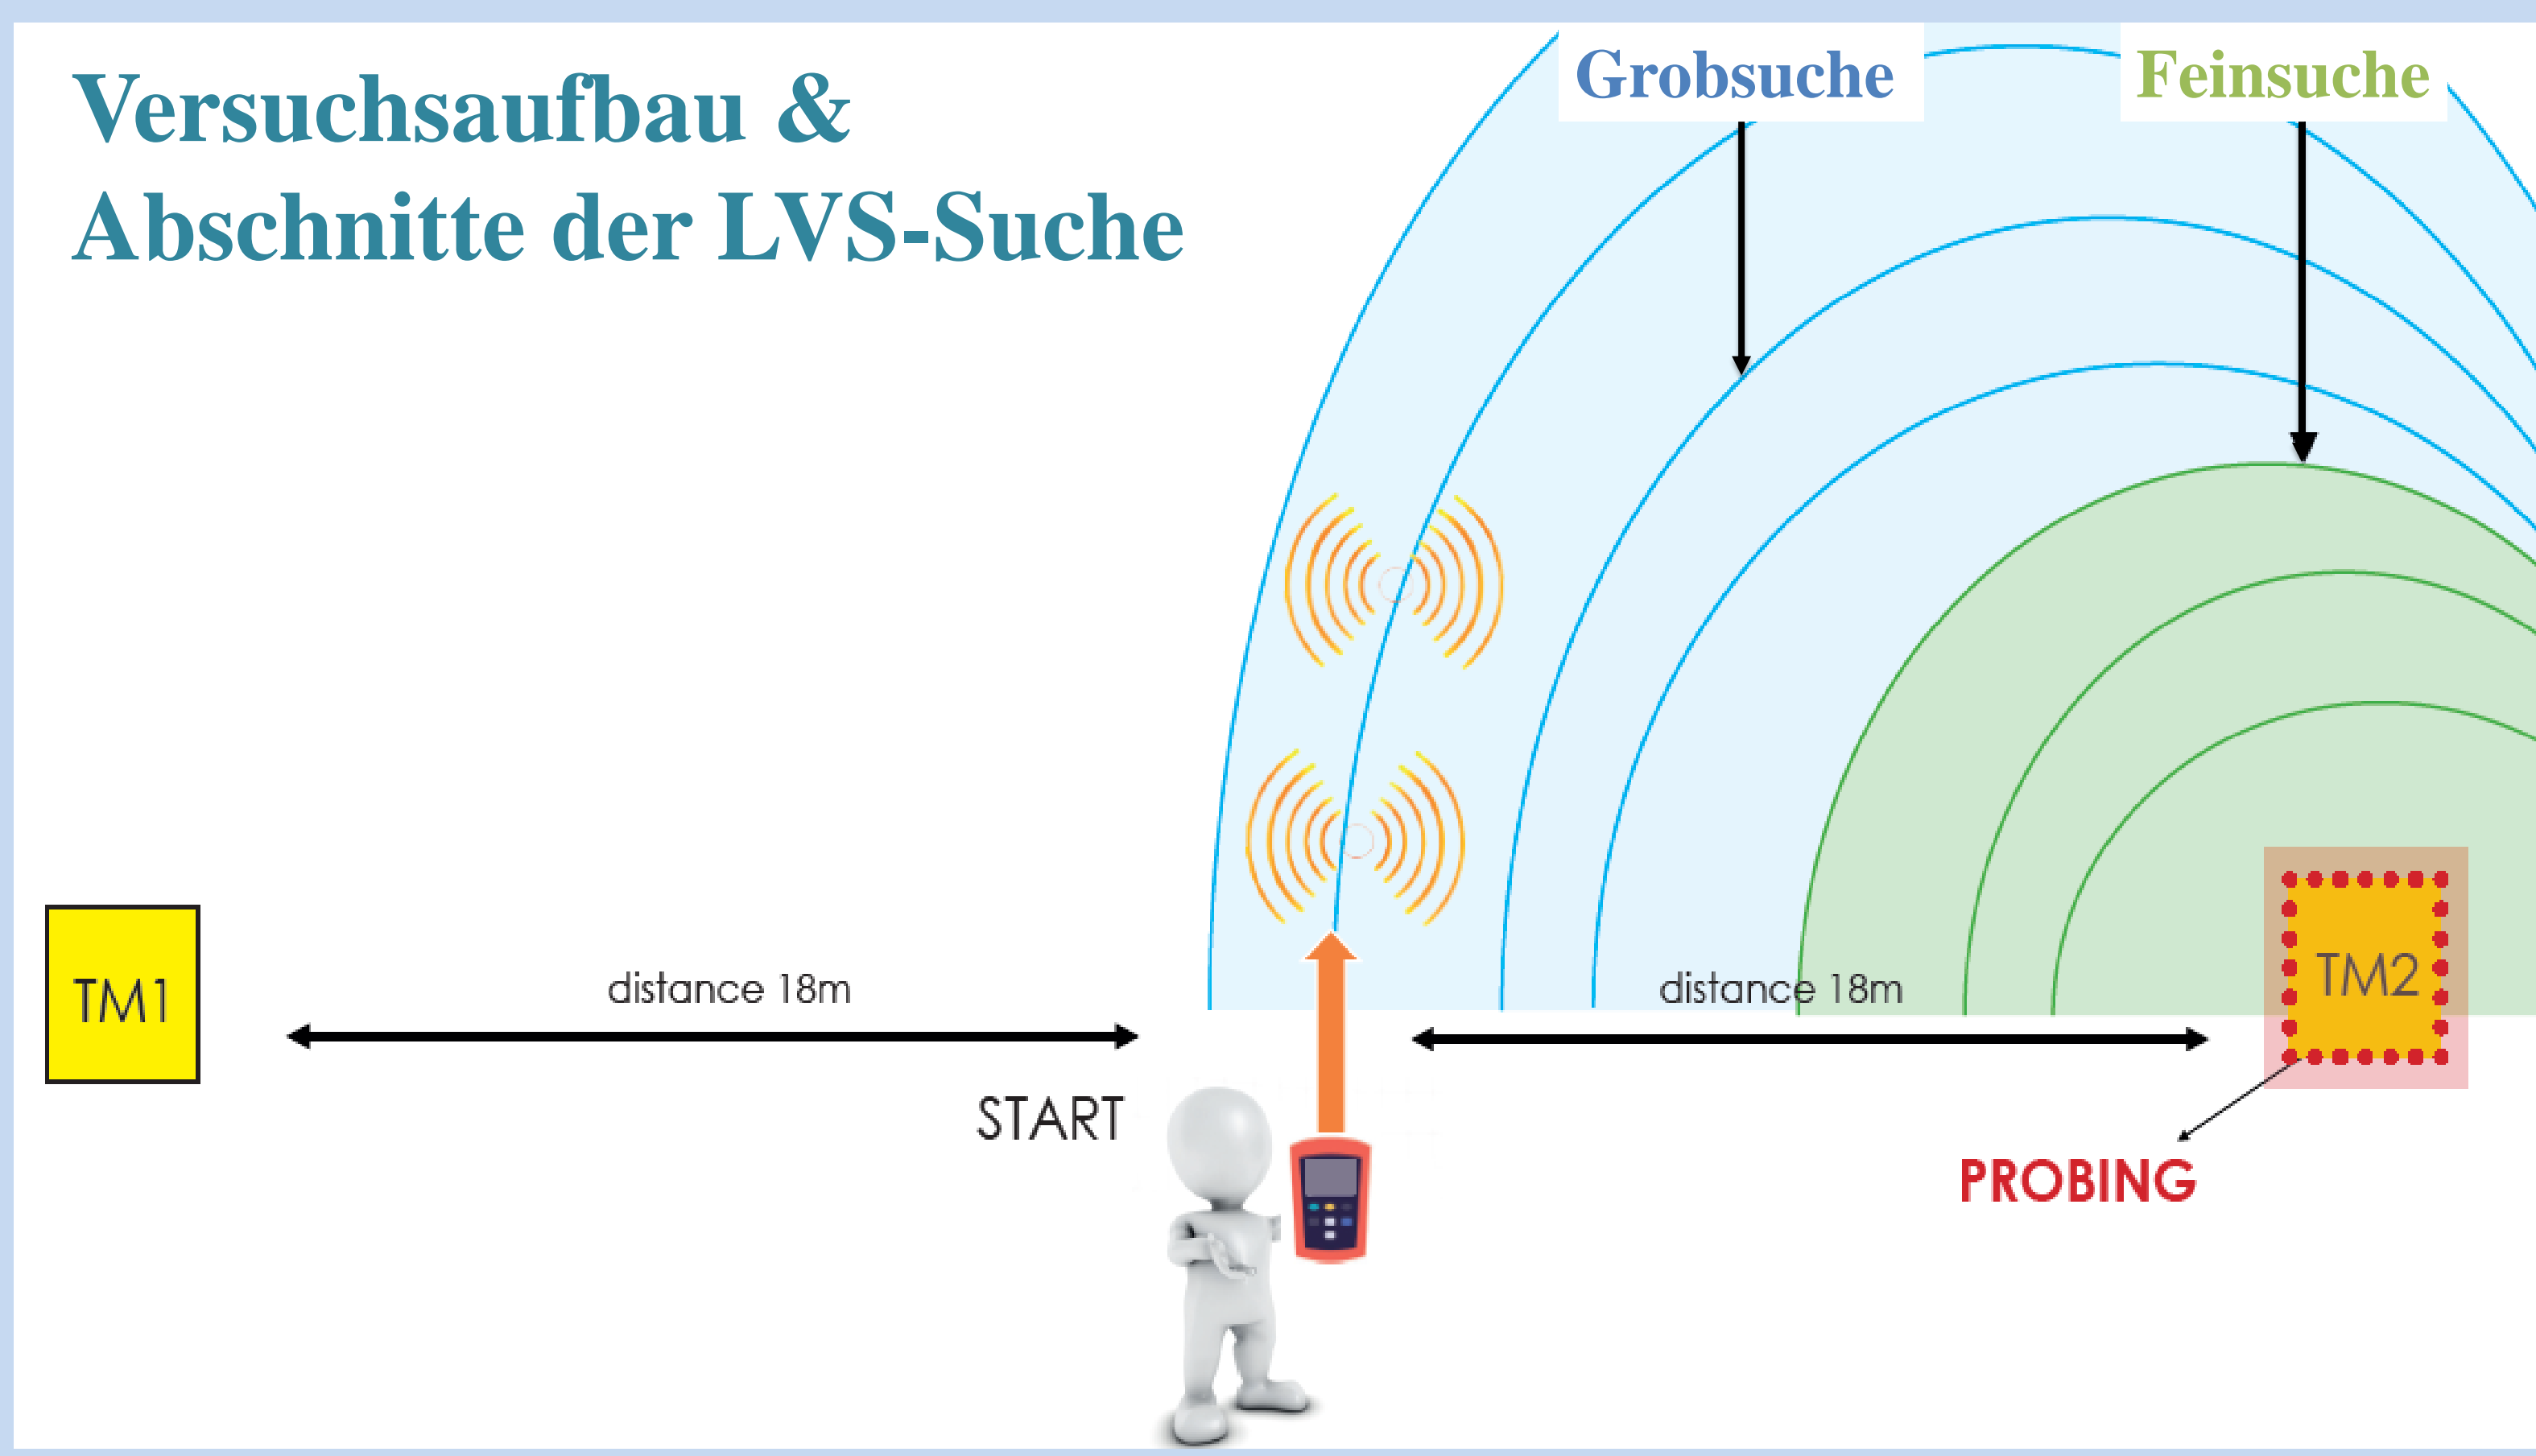 Versuchsaufbau &
Abschnitte der LVS-Suche
Grobsuche
Feinsuche
TM1
distance 18m
distance 18m
TM2
START
PROBING